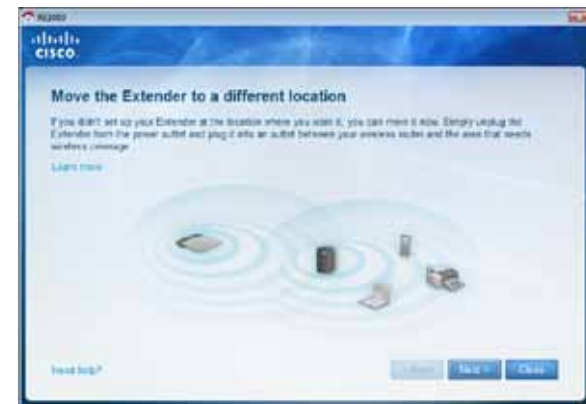 RE2000
CISCO
Move the Extender to a different location
If you didn't set up your Extender at the location where you want it, you can move it now. Simply unplug the
Extender from the power outlet and plug it into an outlet between your wireless router and the area that needs
wireless coverage.
Learn more
Need help?
Next >
Close